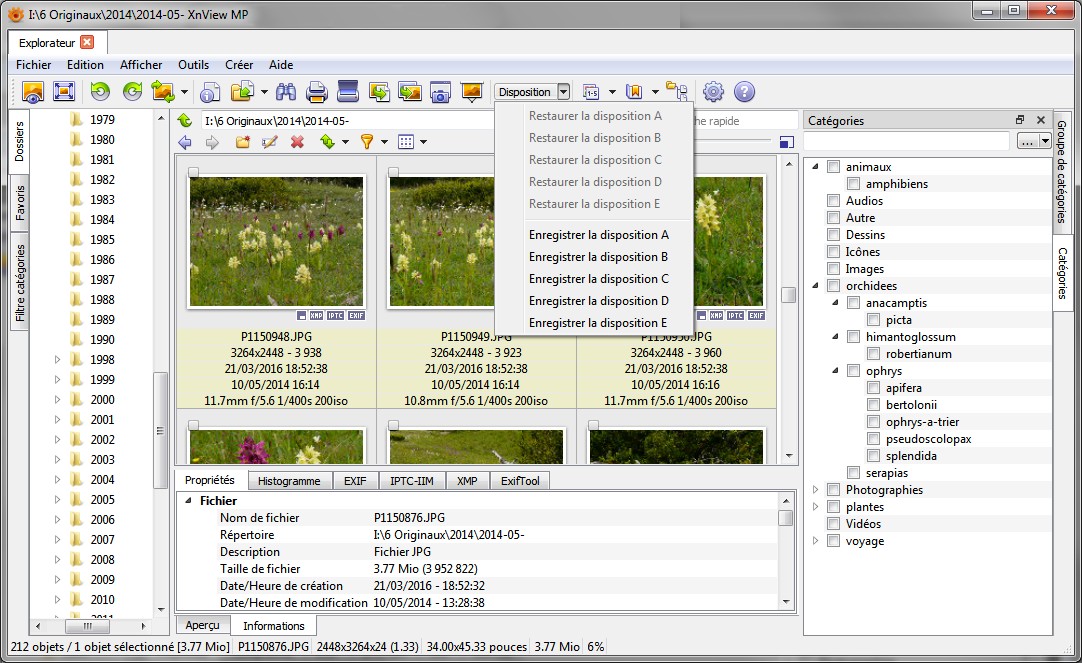 I:\6 Originaux\2014\2014-05- XnView MP
Explorateur
Fichier Edition Afficher Outils Créer Aide
Disposition
1-5
Dossiers
Favoris
Filtre catégories
1979
1980
1981
1982
1983
1984
1985
1986
1987
1988
1989
1990
1998
1999
2000
2001
2002
2003
2004
2005
2006
2007
2008
2009
2010
2011
I:\6 Originaux\2014\2014-05-
he rapide
Restaurer la disposition A
Restaurer la disposition B
Restaurer la disposition C
Restaurer la disposition D
Restaurer la disposition E
Enregistrer la disposition A
Enregistrer la disposition B
Enregistrer la disposition C
Enregistrer la disposition D
Enregistrer la disposition E
XMP IPTC EXIF
XMP IPTC EXIF
P1150948.JPG
3264x2448 - 3 938
21/03/2016 18:52:38
10/05/2014 16:14
11.7mm f/5.6 1/400s 200iso
P1150949.JPG
3264x2448 - 3 923
21/03/2016 18:52:38
10/05/2014 16:14
10.8mm f/5.6 1/400s 200iso
P1150950.JPG
3264x2448 - 3 960
21/03/2016 18:52:38
10/05/2014 16:16
11.7mm f/5.6 1/400s 200iso
Propriétés Histogramme EXIF IPTC-IIM XMP ExifTool
Fichier
Nom de fichier P1150876.JPG
Répertoire I:\6 Originaux\2014\2014-05-
Description Fichier JPG
Taille de fichier 3.77 Mio (3 952 822)
Date/Heure de création 21/03/2016 - 18:52:32
Date/Heure de modification 10/05/2014 - 13:28:38
Aperçu Informations
Catégories
...
animaux
amphibiens
Audios
Autre
Dessins
Icônes
Images
orchidees
anacamptis
picta
himantoglossum
robertianum
ophrys
apifera
bertolonii
ophrys-a-trier
pseudoscolopax
splendida
serapias
Photographies
plantes
Vidéos
voyage
Groupe de catégories
Catégories
212 objets / 1 objet sélectionné [3.77 Mio] P1150876.JPG 2448x3264x24 (1.33) 34.00x45.33 pouces 3.77 Mio 6%